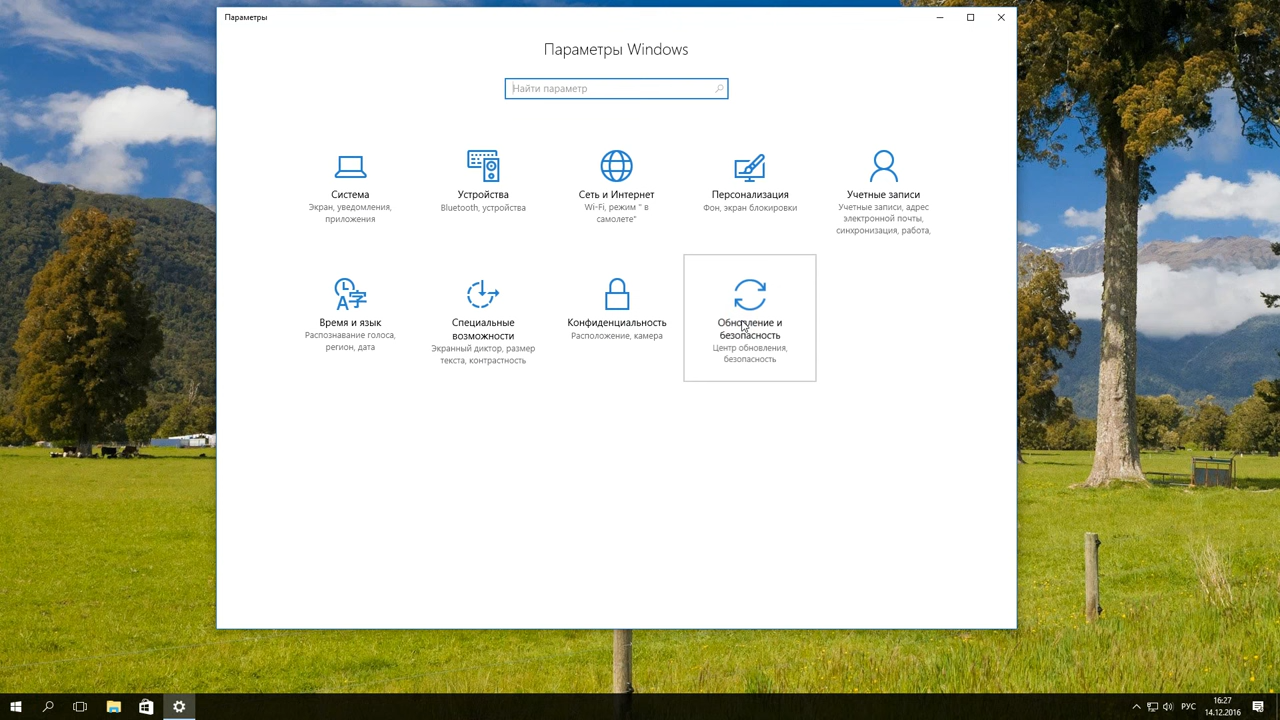 Параметры
Параметры Windows
Найти параметр
Система
Экран, уведомления,
приложения
Устройства
Bluetooth, устройства
Сеть и Интернет
Wi-Fi, режим " в
самолете"
Персонализация
Фон, экран блокировки
Учетные записи
Учетные записи, адрес
электронной почты,
синхронизация, работа,
Время и язык
Распознавание голоса,
регион, дата
Специальные
возможности
Экранный диктор, размер
текста, контрастность
Конфиденциальность
Расположение, камера
Обновление и
безопасность
Центр обновления,
безопасность
РУС
16:27
14.12.2016